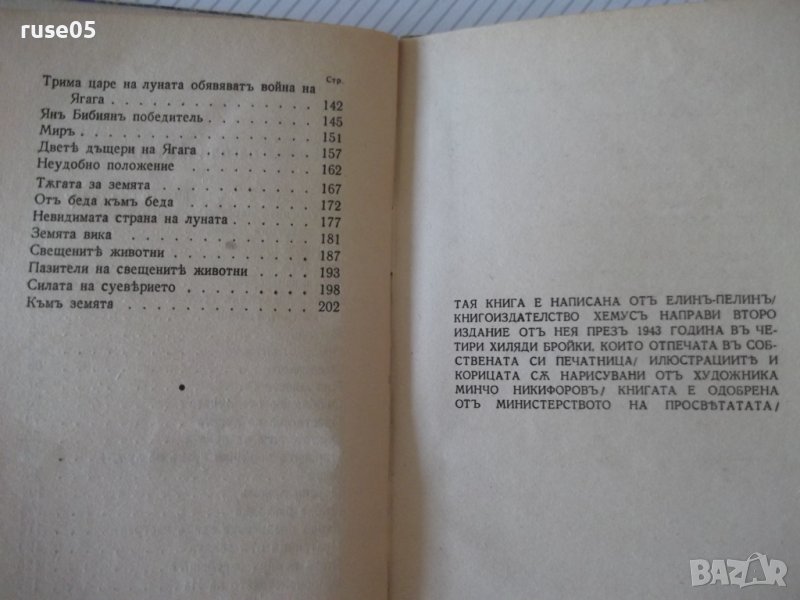 ruse05
Стр.
Трима царе на луната обявяватъ война на
Ягага . . . . . . . . . . . . . 142
Янъ Бибиянъ победитель . . . . . . . . 145
Миръ . . . . . . . . . . . . . . . 151
Дветѣ дъщери на Ягага . . . . . . . . 157
Неудобно положение . . . . . . . . . 162
Тѫгата за земята . . . . . . . . . . 167
Отъ беда къмъ беда . . . . . . . . . 172
Невидимата страна на луната . . . . . . 177
Земята вика . . . . . . . . . . . . 181
Свещенитѣ животни . . . . . . . . . 187
Пазители на свещенитѣ животни . . . . . 193
Силата на суевѣрието . . . . . . . . . 198
Къмъ земята . . . . . . . . . . . . 202
ТАЯ КНИГА Е НАПИСАНА ОТЪ ЕЛИНЪ-ПЕЛИНЪ/
КНИГОИЗДАТЕЛСТВО ХЕМУСЪ НАПРАВИ ВТОРО
ИЗДАНИЕ ОТЪ НЕЯ ПРЕЗЪ 1943 ГОДИНА ВЪ ЧЕ-
ТИРИ ХИЛЯДИ БРОЙКИ, КОИТО ОТПЕЧАТА ВЪ СОБ-
СТВЕНАТА СИ ПЕЧАТНИЦА/ ИЛЮСТРАЦИИТѢ И
КОРИЦАТА СѪ НАРИСУВАНИ ОТЪ ХУДОЖНИКА
МИНЧО НИКИФОРОВЪ/ КНИГАТА Е ОДОБРЕНА
ОТЪ МИНИСТЕРСТВОТО НА ПРОСВѢТАТА/
BAZAR